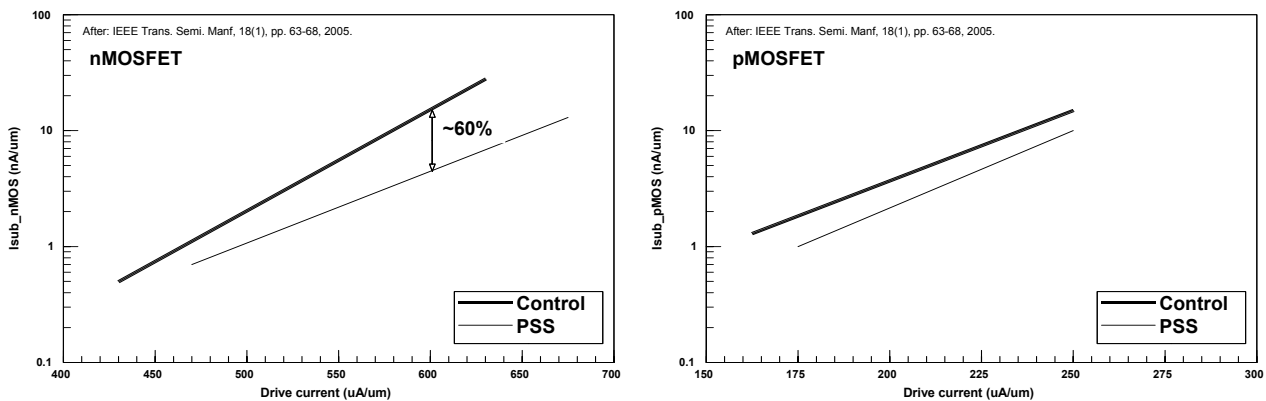 100
After: IEEE Trans. Semi. Manf, 18(1), pp. 63-68, 2005.
nMOSFET
10
~60%
1
0.1
Isub_nMOS (nA/um)
Control
PSS
400 450 500 550 600 650 700
Drive current (uA/um)
100
After: IEEE Trans. Semi. Manf, 18(1), pp. 63-68, 2005.
pMOSFET
10
1
0.1
Isub_pMOS (nA/um)
Control
PSS
150 175 200 225 250 275 300
Drive current (uA/um)